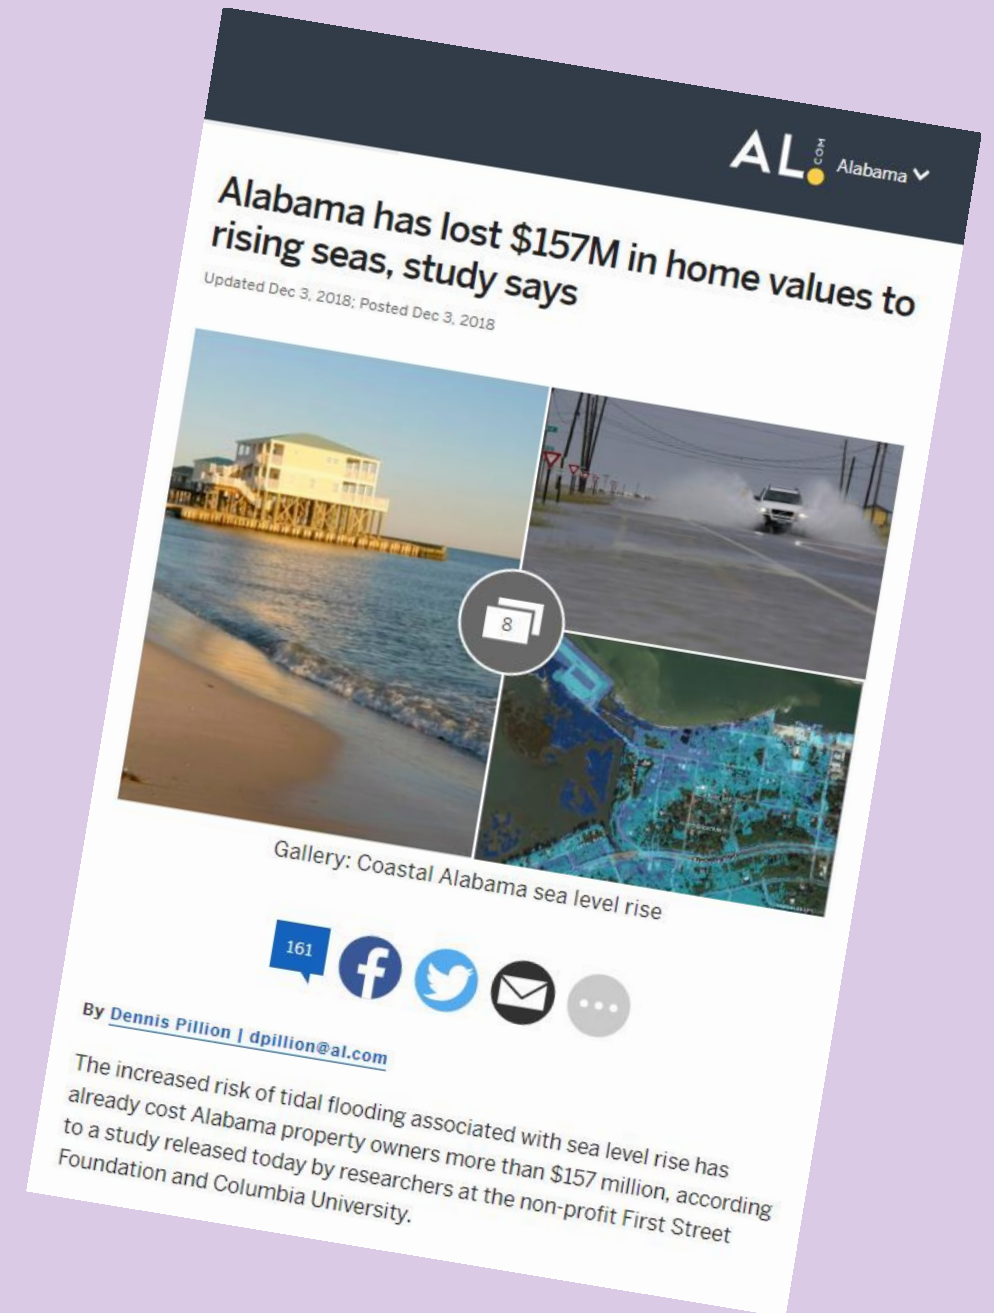 AL.COM
Alabama
Alabama has lost $157M in home values to
rising seas, study says
Updated Dec 3, 2018; Posted Dec 3, 2018
8
Gallery: Coastal Alabama sea level rise
161
By Dennis Pillion | dpillion@al.com
The increased risk of tidal flooding associated with sea level rise has
already cost Alabama property owners more than $157 million, according
to a study released today by researchers at the non-profit First Street
Foundation and Columbia University.